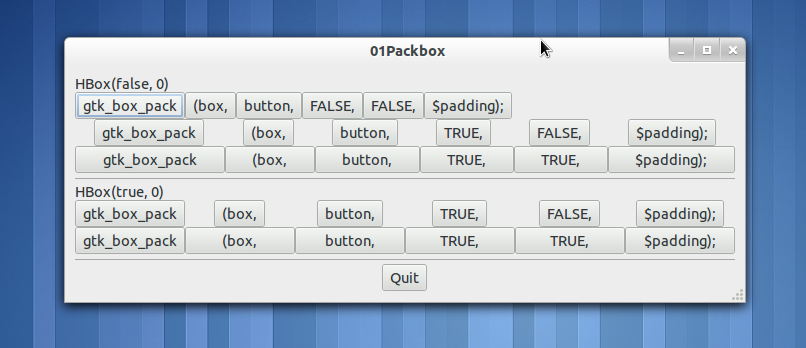 01Packbox
HBox(false, 0)
gtk_box_pack (box, button, FALSE, FALSE, $padding);
gtk_box_pack (box, button, TRUE, FALSE, $padding);
gtk_box_pack (box, button, TRUE, TRUE, $padding);
HBox(true, 0)
gtk_box_pack (box, button, TRUE, FALSE, $padding);
gtk_box_pack (box, button, TRUE, TRUE, $padding);
Quit